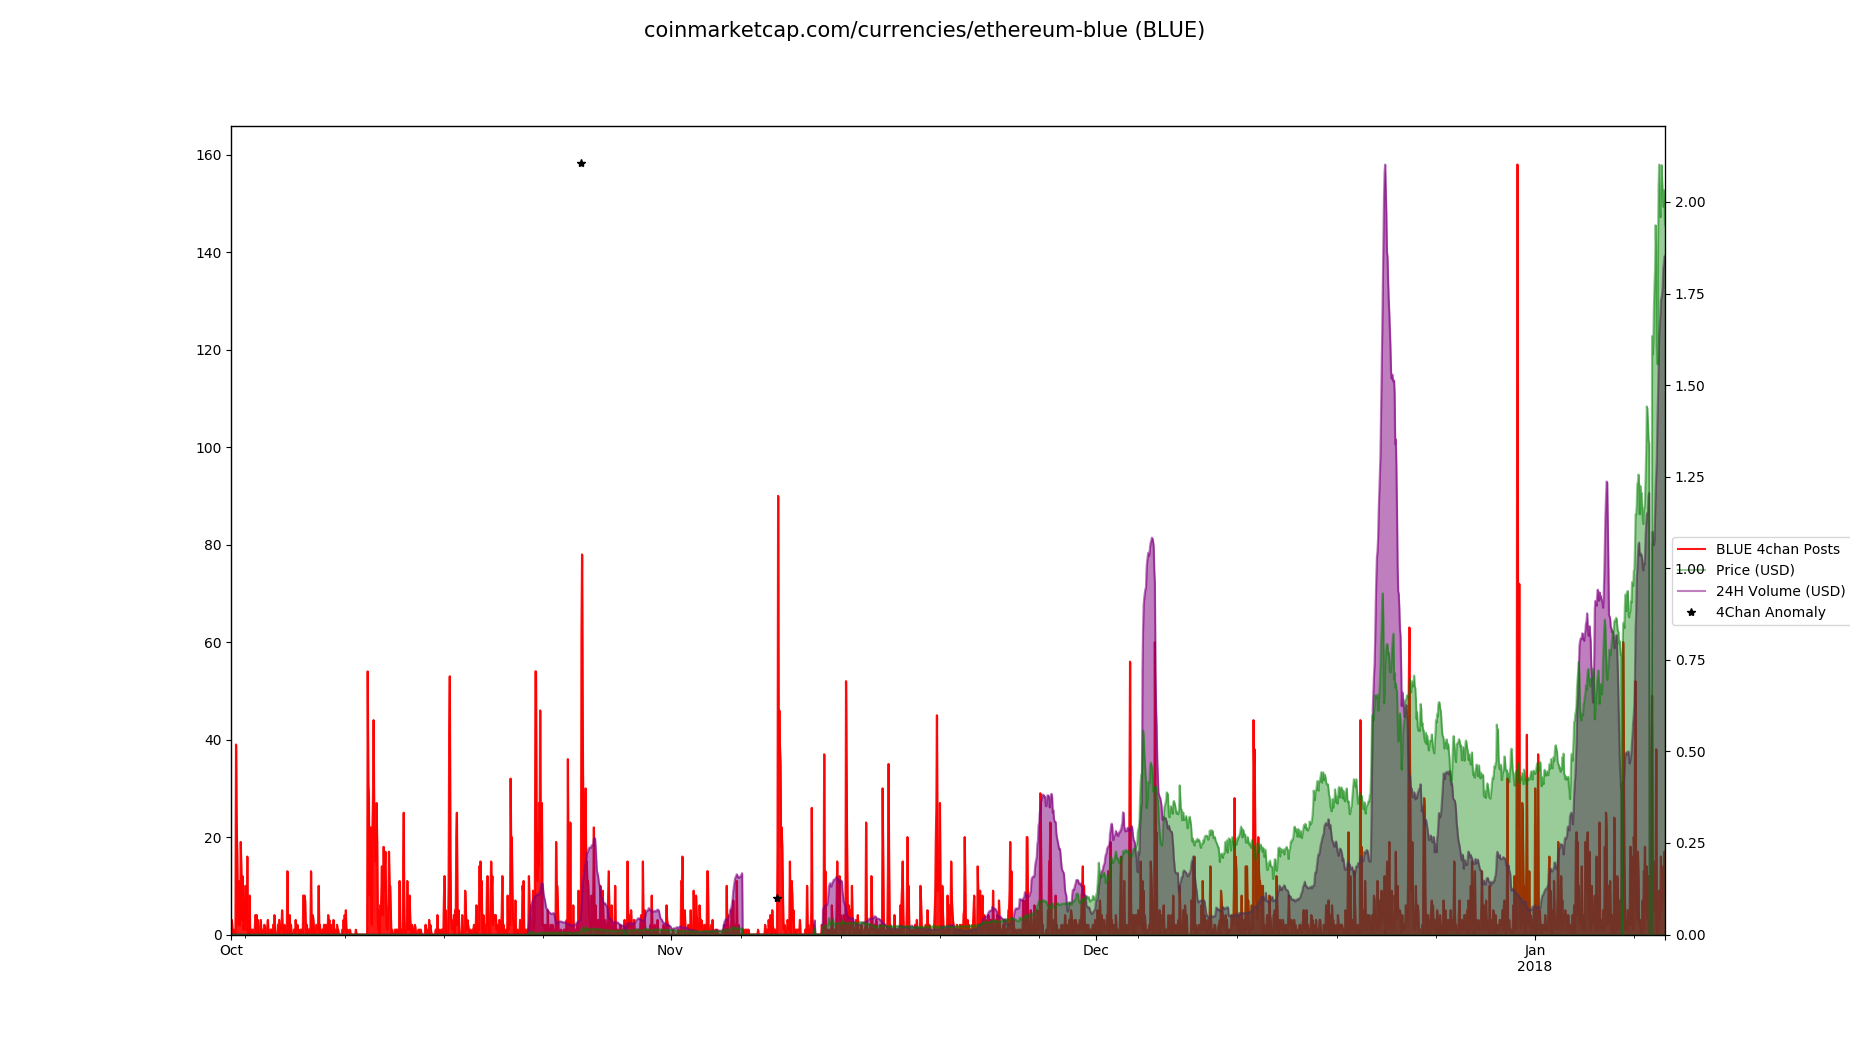 coinmarketcap.com/currencies/ethereum-blue (BLUE)
160
140
120
100
80
60
40
20
0
2.00
1.75
1.50
1.25
1.00
0.75
0.50
0.25
0.00
BLUE 4chan Posts
Price (USD)
24H Volume (USD)
4Chan Anomaly
Oct
Nov
Dec
Jan
2018